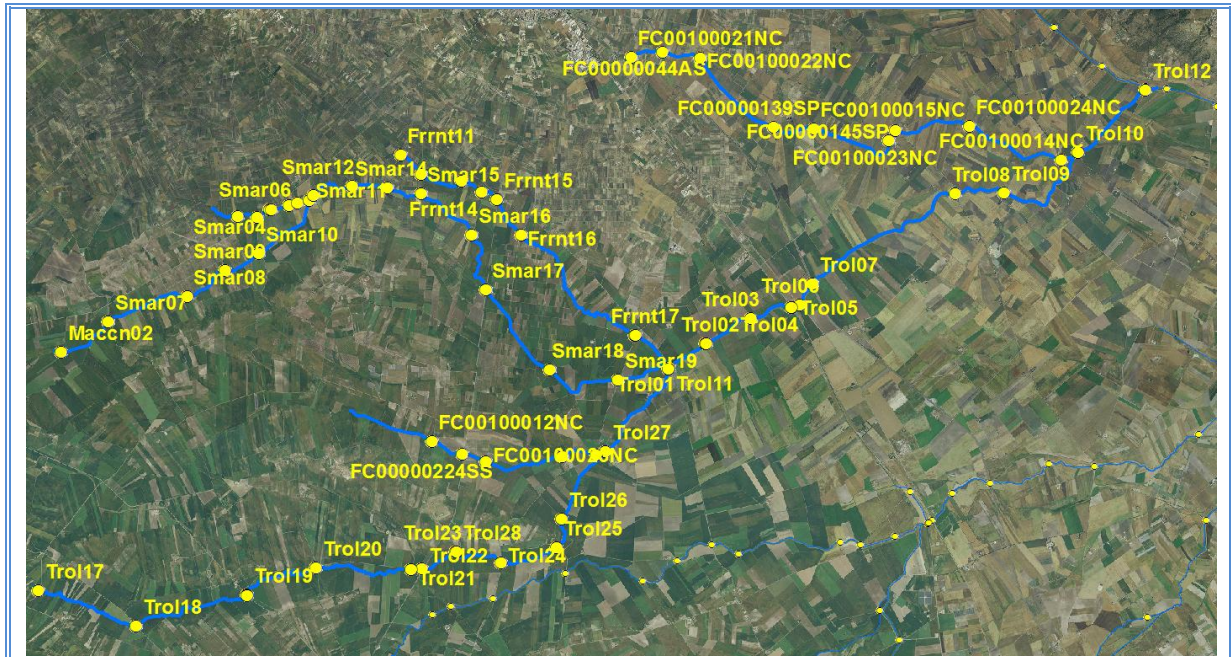 FC00100021NC
FC00000044AS
FC00100022NC
Trol12
FC00000139SP
FC00100015NC
FC00100024NC
FC00000145SP
FC00100014NC
Trol10
FC00100023NC
Frrnt11
Smar12
Smar14
Smar15
Trol08
Trol09
Smar06
Smar11
Frrnt15
Frrnt14
Smar16
Smar04
Smar10
Frrnt16
Smar09
Smar08
Smar17
Trol07
Smar07
Trol06
Trol03
Trol05
Maccn02
Frrnt17
Trol02
Trol04
Smar18
Smar19
Trol01
Trol11
FC00100012NC
Trol27
FC00000224SS
FC00100026NC
Trol26
Trol23
Trol28
Trol25
Trol20
Trol22
Trol24
Trol17
Trol19
Trol21
Trol18